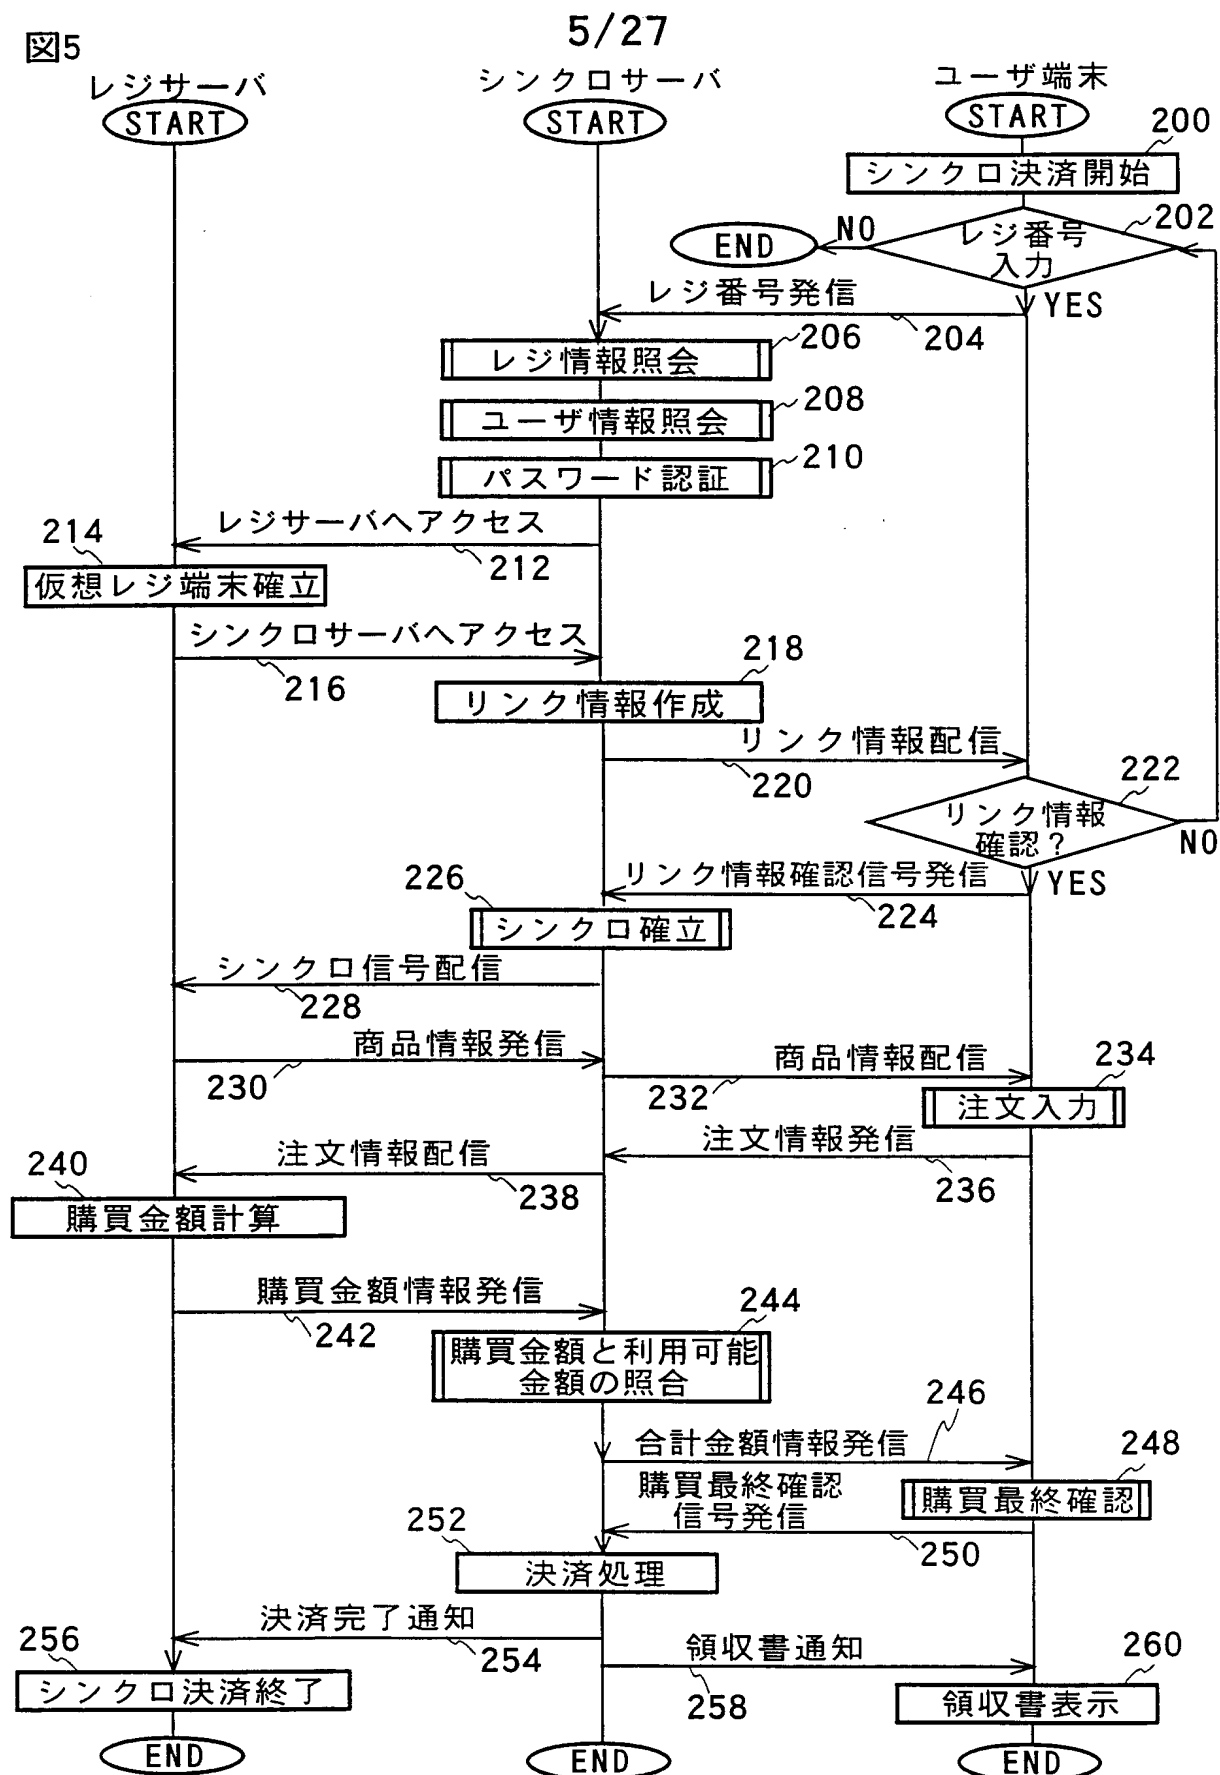 5/27
図5
レジサーバ
シンクロサーバ
ユーザ端末
START
START
START
200
シンクロ決済開始
202
レジ番号
入力
NO
END
YES
レジ番号発信
204
レジ情報照会
206
ユーザ情報照会
208
パスワード認証
210
レジサーバへアクセス
212
214
仮想レジ端末確立
シンクロサーバへアクセス
216
218
リンク情報作成
リンク情報配信
220
222
リンク情報
確認?
NO
YES
リンク情報確認信号発信
224
226
シンクロ確立
シンクロ信号配信
228
商品情報発信
230
商品情報配信
232
234
注文入力
注文情報発信
236
注文情報配信
238
240
購買金額計算
購買金額情報発信
242
244
購買金額と利用可能
金額の照合
246
合計金額情報発信
248
購買最終確認
購買最終確認
信号発信
250
252
決済処理
決済完了通知
254
256
シンクロ決済終了
領収書通知
258
260
領収書表示
END
END
END